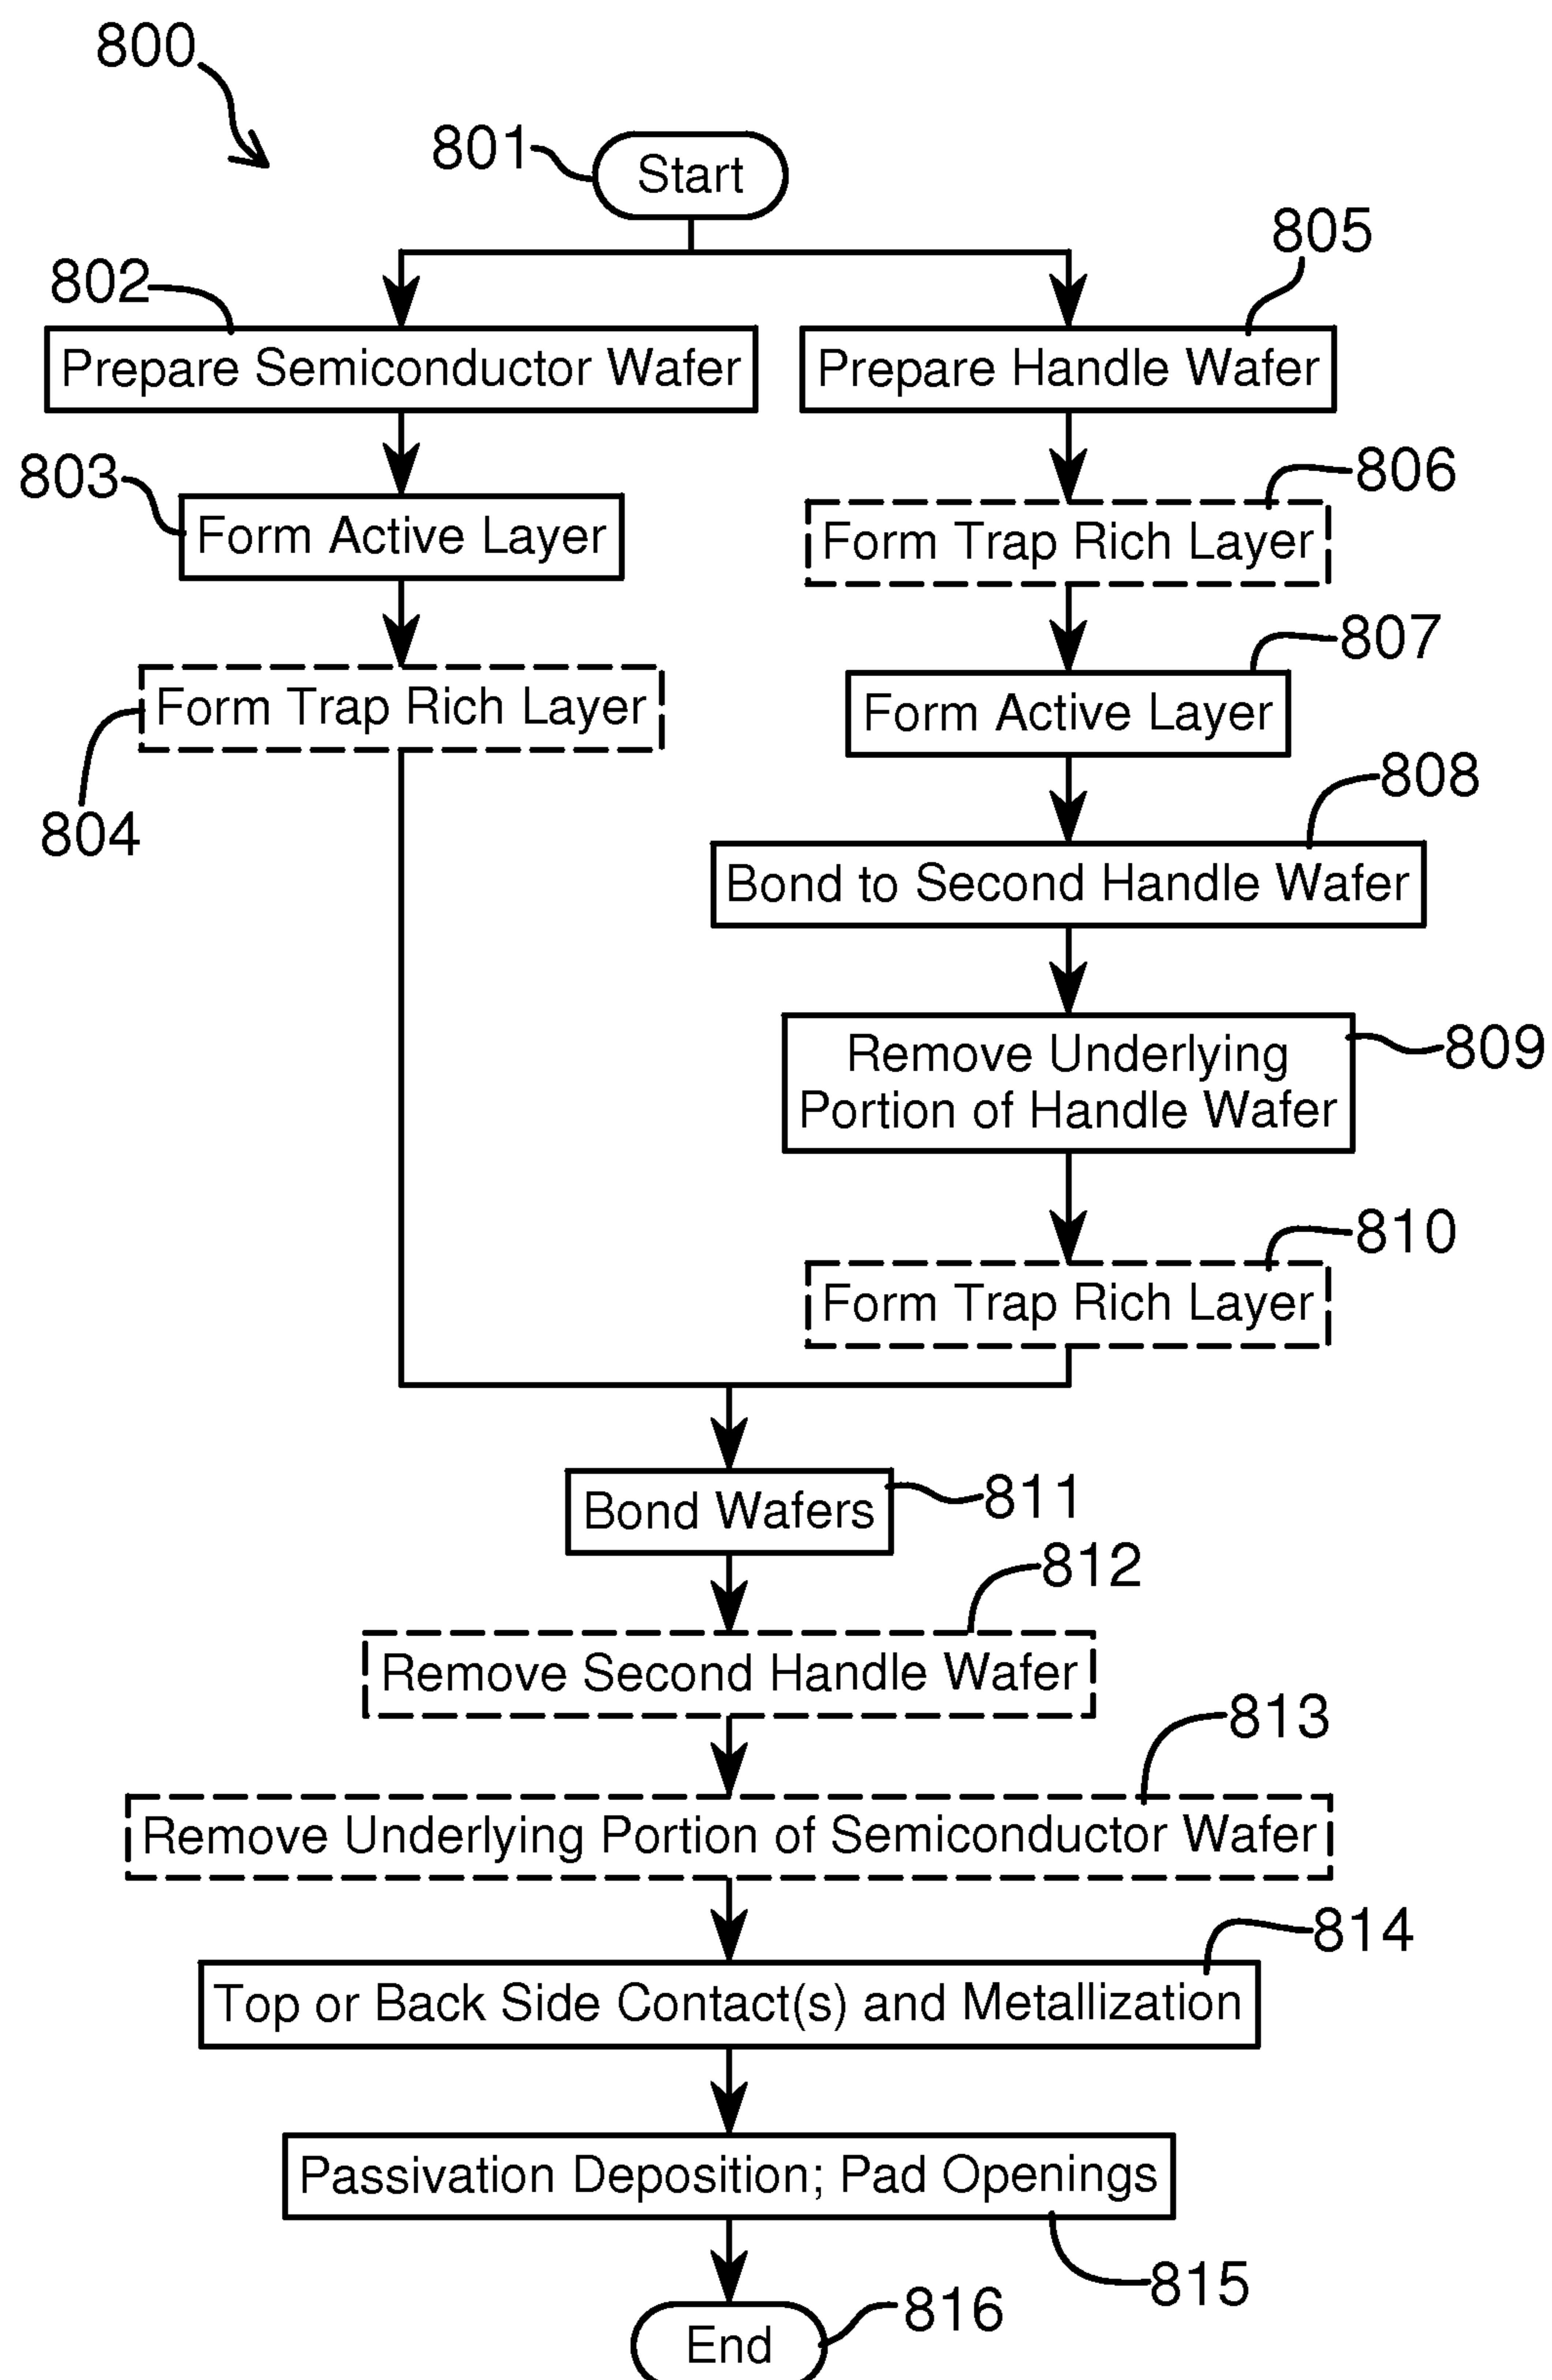 800
801
Start
802
805
Prepare Semiconductor Wafer
Prepare Handle Wafer
803
806
Form Active Layer
Form Trap Rich Layer
807
Form Trap Rich Layer
Form Active Layer
804
808
Bond to Second Handle Wafer
809
Remove Underlying
Portion of Handle Wafer
810
Form Trap Rich Layer
811
Bond Wafers
812
Remove Second Handle Wafer
813
Remove Underlying Portion of Semiconductor Wafer
814
Top or Back Side Contact(s) and Metallization
Passivation Deposition; Pad Openings
815
816
End